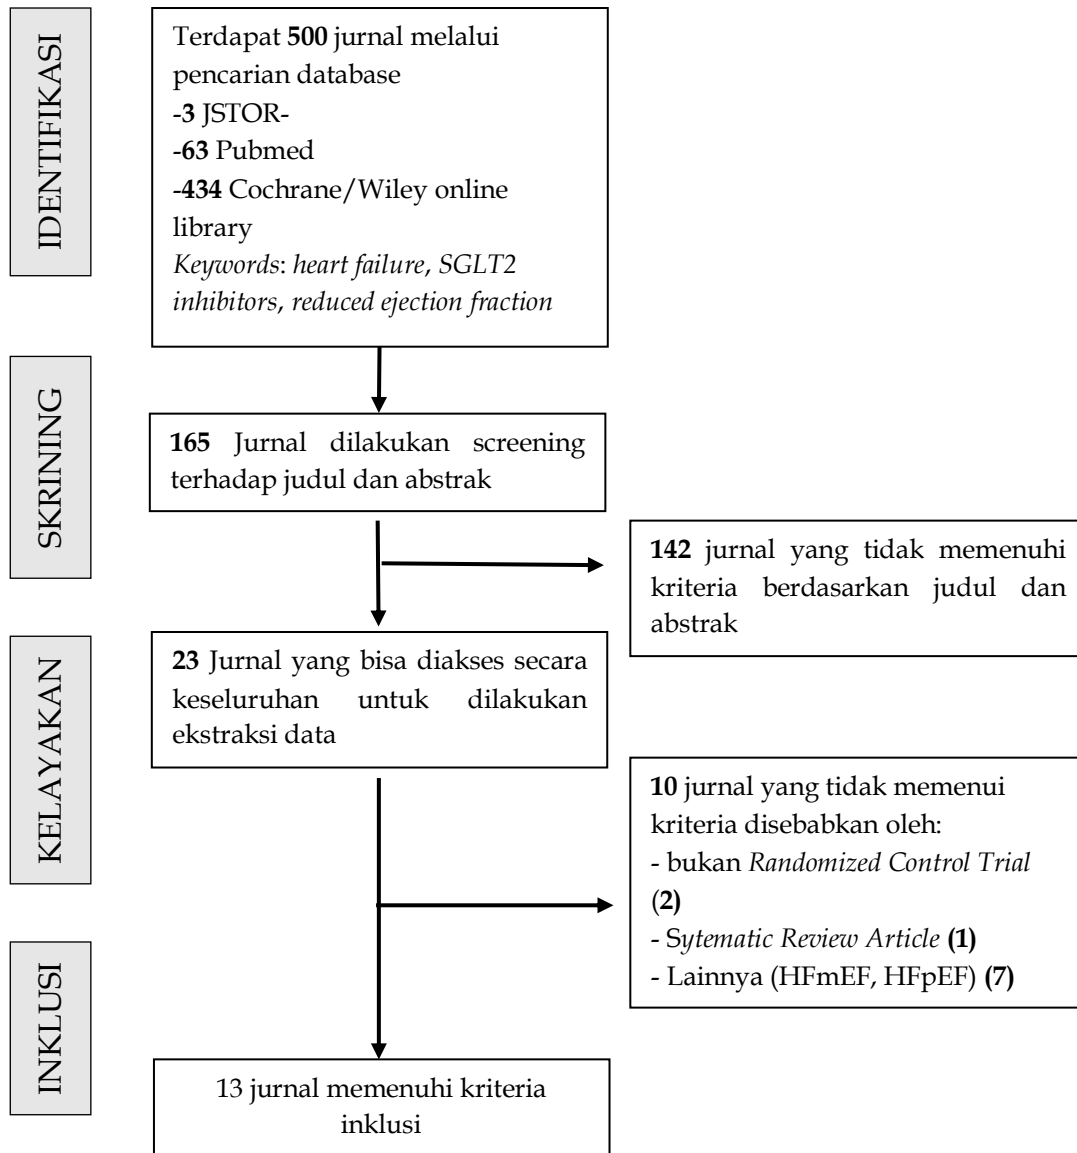 IDENTIFIKASI
Terdapat 500 jurnal melalui
pencarian database
-3 JSTOR-
-63 Pubmed
-434 Cochrane/Wiley online
library
Keywords: heart failure, SGLT2
inhibitors, reduced ejection fraction
SKRINING
165 Jurnal dilakukan screening
terhadap judul dan abstrak
142 jurnal yang tidak memenuhi
kriteria berdasarkan judul dan
abstrak
KELAYAKAN
23 Jurnal yang bisa diakses secara
keseluruhan untuk dilakukan
ekstraksi data
10 jurnal yang tidak memenui
kriteria disebabkan oleh:
- bukan Randomized Control Trial
(2)
- Sytematic Review Article (1)
- Lainnya (HFmEF, HFpEF) (7)
INKLUSI
13 jurnal memenuhi kriteria
inklusi